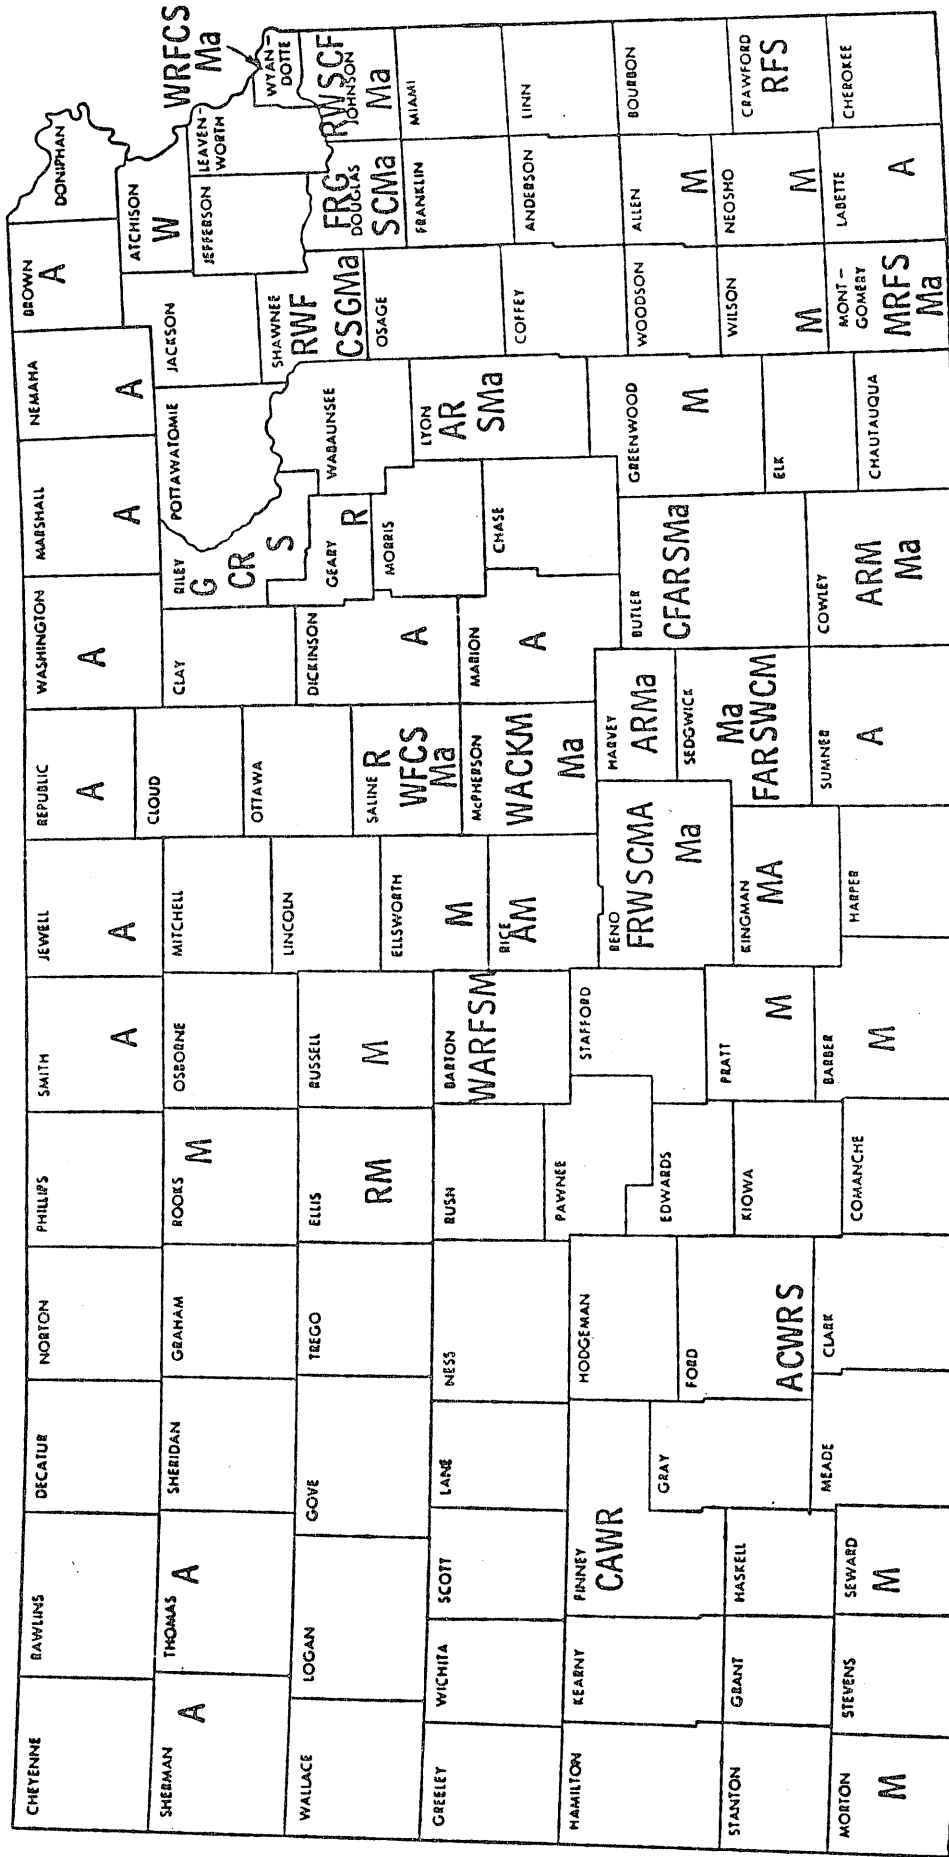 CHEYENNE
RAWLINS
DECATUR
NORTON
PHILLIPS
SMITH
A
JEWELL
A
REPUBLIC
A
WASHINGTON
A
MARSHALL
A
NEMAHA
A
BROWN
A
DONIPHAN
SHERMAN
A
THOMAS
A
SHERIDAN
GRAHAM
ROOKS
M
OSBORNE
MITCHELL
CLOUD
CLAY
RILEY
G
CR
S
POTTAWATOMIE
JACKSON
ATCHISON
W
JEFFERSON
LEAVEN-
WORTH
WYAN-
DOTTE
WRFCS
Ma
WALLACE
LOGAN
GOVE
TREGO
ELLIS
RM
RUSSELL
M
LINCOLN
OTTAWA
DICKINSON
A
GEARY
R
WABAUNSEE
SHAWNEE
RWF
CSGMa
FRG
DOUGLAS
SCMa
RWSCF
JOHNSON
Ma
GREELEY
WICHITA
SCOTT
LANE
NESS
RUSH
BARTON
WARFSM
ELLSWORTH
M
SALINE R
WFCS
Ma
RICE
AM
McPHERSON
WACKM
Ma
MARION
A
MORRIS
CHASE
LYON
AR
SMa
OSAGE
FRANKLIN
MIAMI
COFFEY
ANDERSON
LINN
HAMILTON
KEARNY
FINNEY
CAWR
HODGEMAN
PAWNEE
STAFFORD
RENO
FRWSCMA
Ma
HARVEY
ARMa
BUTLER
CFARSMa
GREENWOOD
M
WOODSON
ALLEN
M
BOURBON
GRAY
FORD
ACWRS
EDWARDS
KIOWA
PRATT
M
KINGMAN
MA
SEDGWICK
Ma
FARSWCM
ELK
WILSON
M
NEOSHO
M
CRAWFORD
RFS
STANTON
GRANT
HASKELL
MORTON
M
STEVENS
SEWARD
M
MEADE
CLARK
COMANCHE
BARBER
M
HARPER
SUMNER
A
COWLEY
ARM
Ma
CHAUTAUQUA
MONT-
GOMERY
MRFS
Ma
LABETTE
A
CHEROKEE